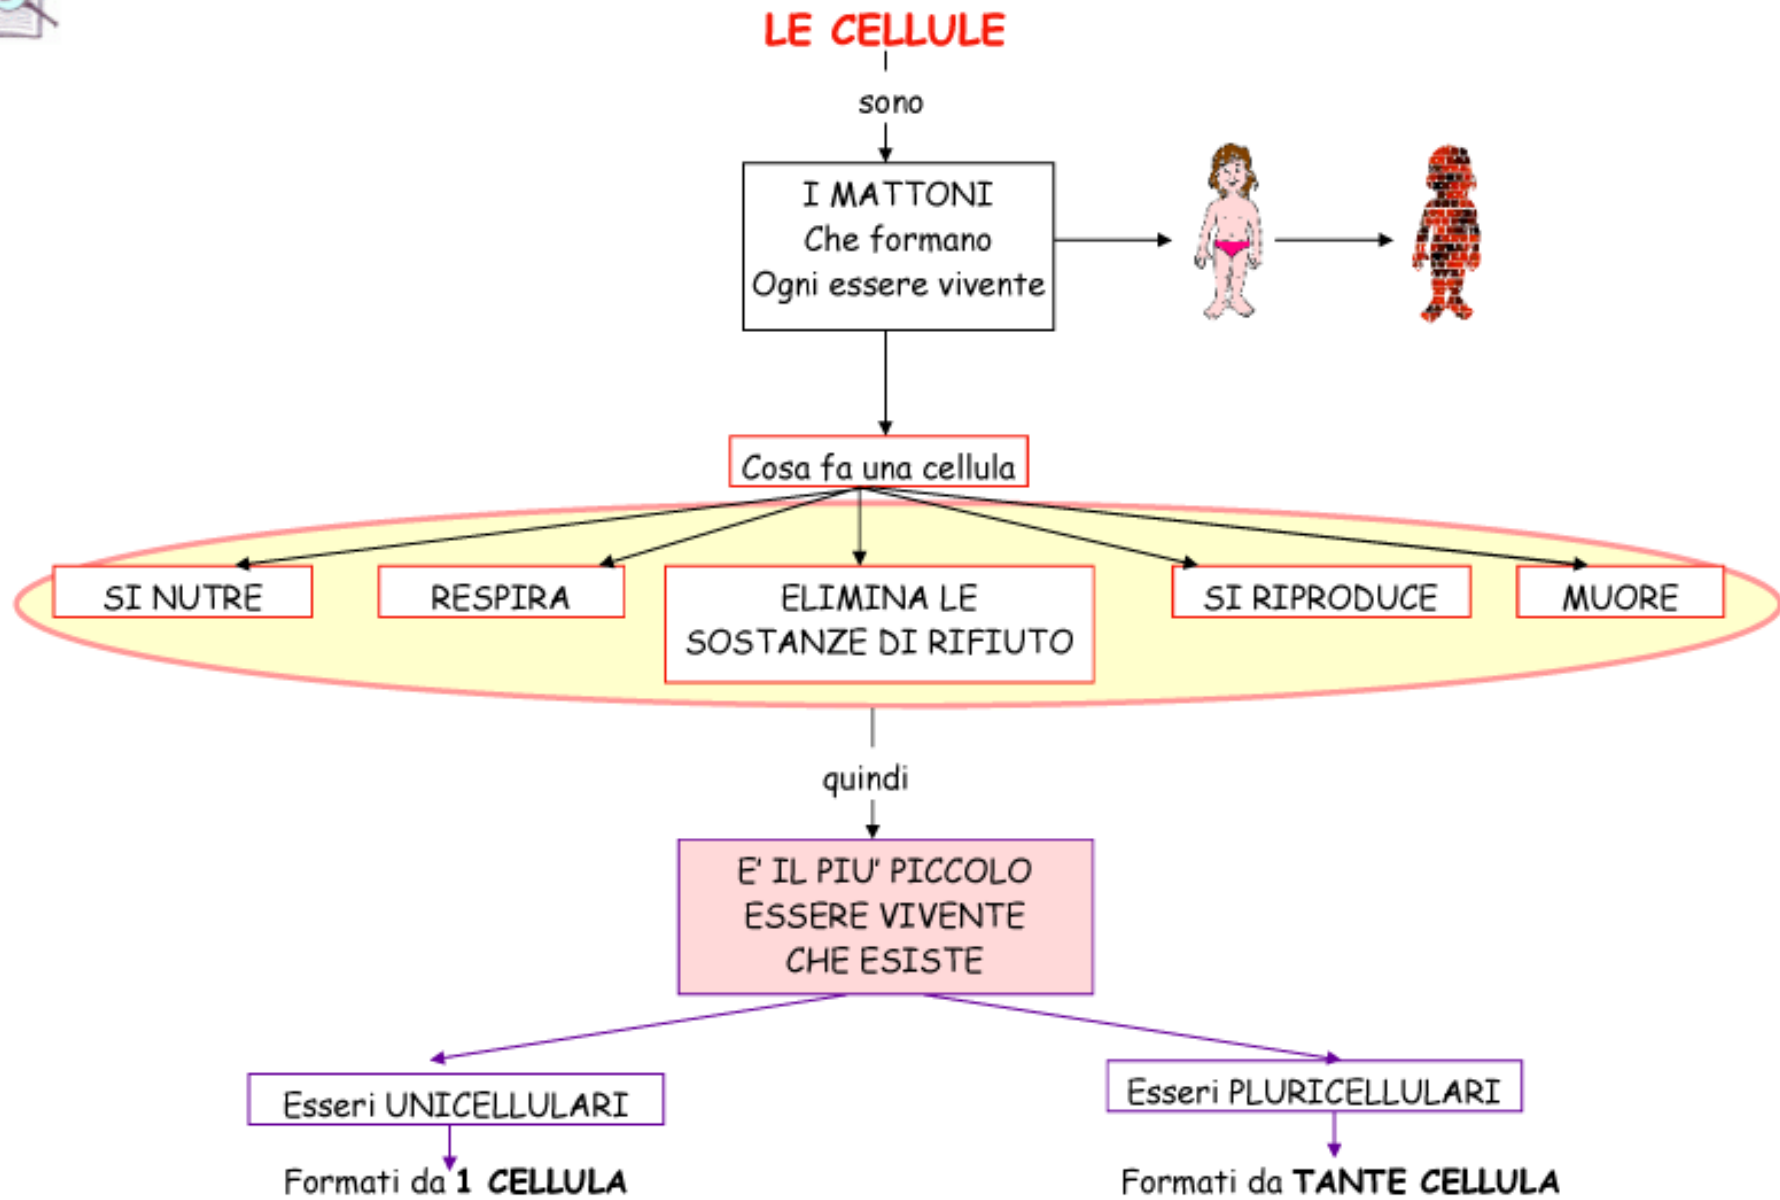 LE CELLULE
sono
I MATTONI
Che formano
Ogni essere vivente
Cosa fa una cellula
SI NUTRE
RESPIRA
ELIMINA LE
SOSTANZE DI RIFIUTO
SI RIPRODUCE
MUORE
quindi
E' IL PIU' PICCOLO
ESSERE VIVENTE
CHE ESISTE
Esseri UNICELLULARI
Esseri PLURICELLULARI
Formati da 1 CELLULA
Formati da TANTE CELLULA